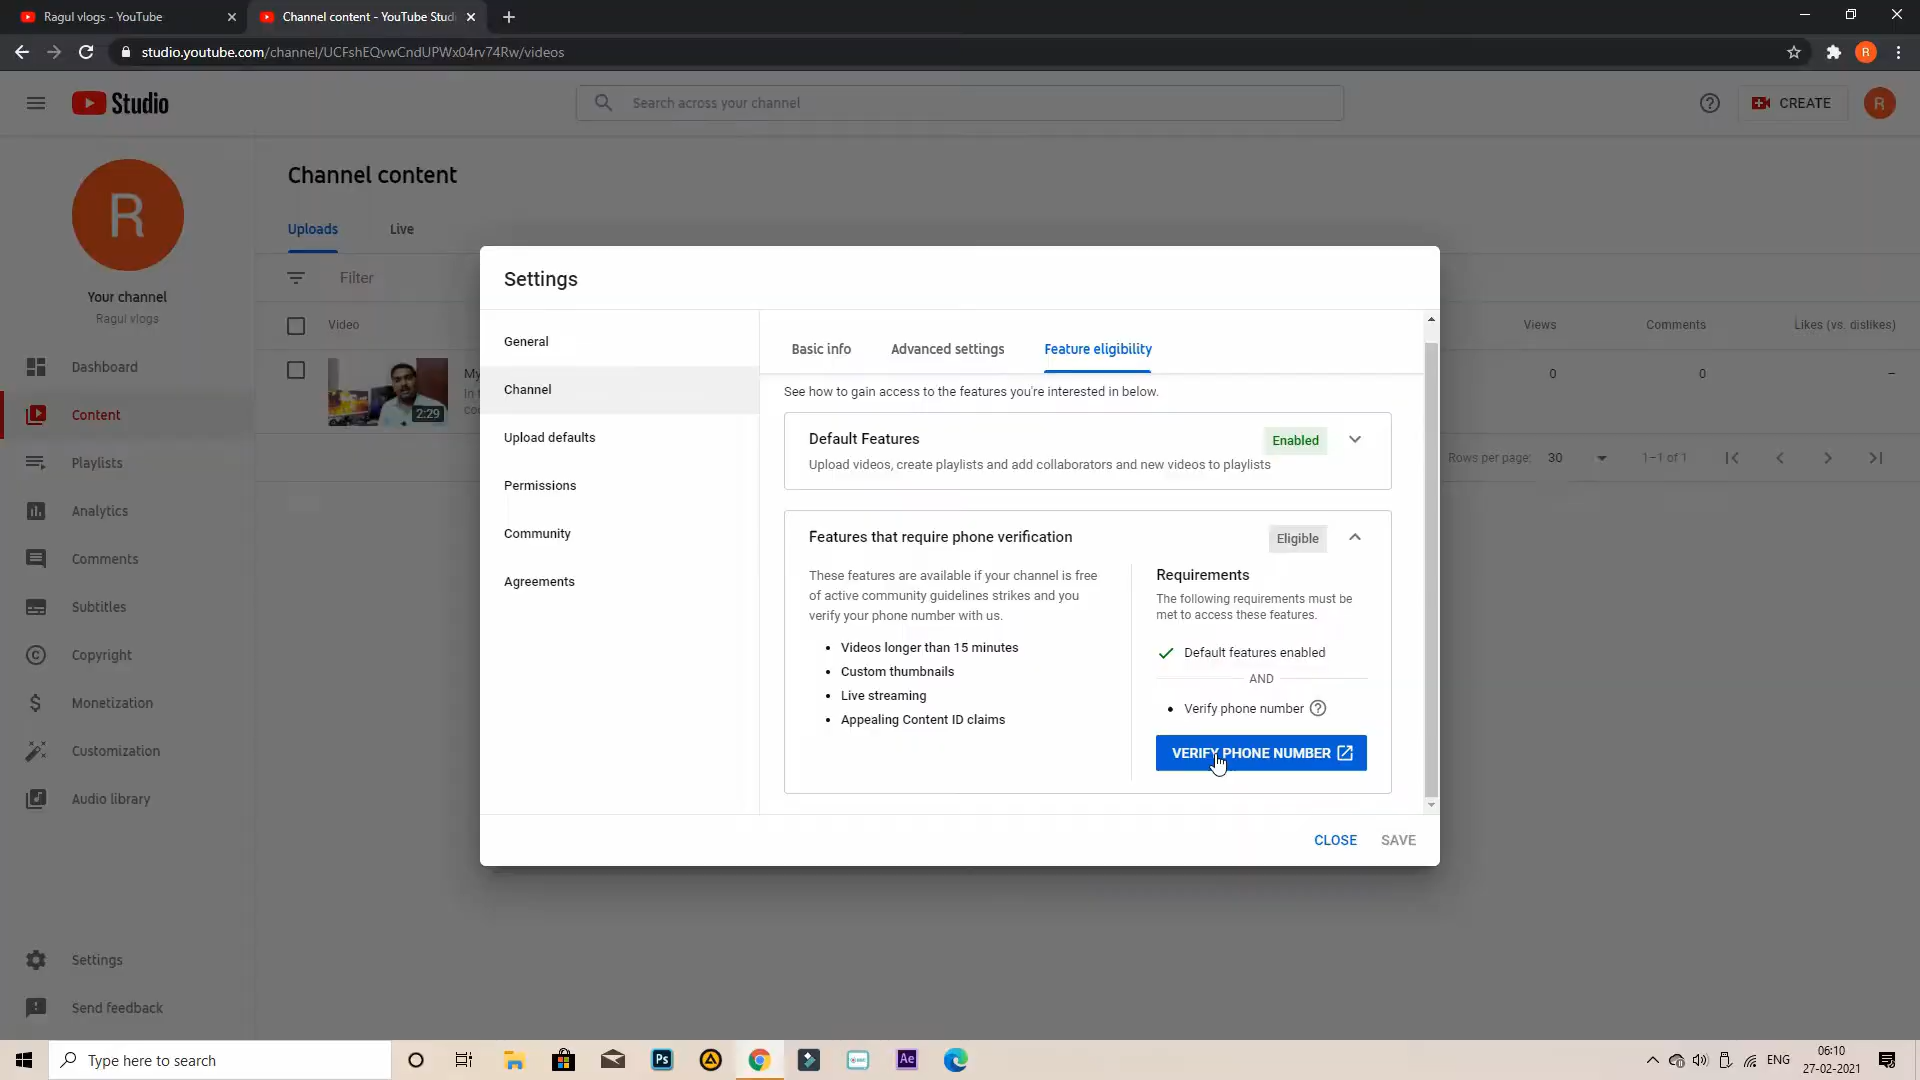 Ragul vlogs - YouTube
Channel content - YouTube Studi
studio.youtube.com/channel/UCFshEQvwCndUPWx04rv74Rw/videos
R
Studio
Search across your channel
CREATE
R
R
Your channel
Ragul vlogs
Dashboard
Content
Playlists
Analytics
Comments
Subtitles
Copyright
Monetization
Customization
Audio library
Settings
Send feedback
Channel content
Uploads
Live
Filter
Video
Views
Comments
Likes (vs. dislikes)
2:29
My
In t
0
0
–
Rows per page:
30
1–1 of 1
Settings
General
Channel
Upload defaults
Permissions
Community
Agreements
Basic info
Advanced settings
Feature eligibility
See how to gain access to the features you're interested in below.
Default Features
Enabled
Upload videos, create playlists and add collaborators and new videos to playlists
Features that require phone verification
Eligible
These features are available if your channel is free
of active community guidelines strikes and you
verify your phone number with us.
• Videos longer than 15 minutes
• Custom thumbnails
• Live streaming
• Appealing Content ID claims
Requirements
The following requirements must be
met to access these features.
Default features enabled
AND
• Verify phone number
VERIFY PHONE NUMBER
CLOSE
SAVE
Type here to search
Ps
Ae
ENG
06:10
27-02-2021